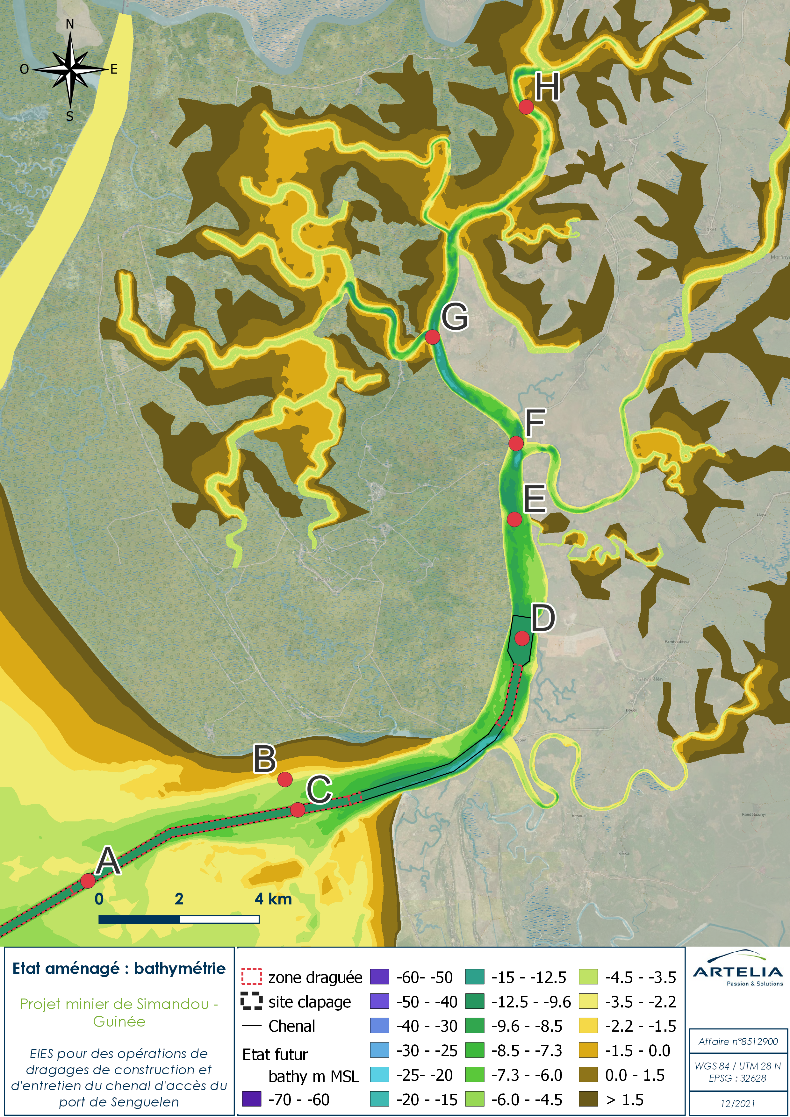 N
O
E
S
H
G
F
E
D
B
C
A
0 2 4 km
Etat aménagé : bathymétrie
Projet minier de Simandou -
Guinée
EIES pour des opérations de
dragages de construction et
d'entretien du chenal d'accès du
port de Senguelen
zone draguée
site clapage
Chenal
Etat futur
bathy m MSL
-70 - -60
-60- -50
-50 - -40
-40 - -30
-30 - -25
-25- -20
-20 - -15
-15 - -12.5
-12.5 - -9.6
-9.6 - -8.5
-8.5 - -7.3
-7.3 - -6.0
-6.0 - -4.5
-4.5 - -3.5
-3.5 - -2.2
-2.2 - -1.5
-1.5 - 0.0
0.0 - 1.5
> 1.5
ARTELIA
Passion & Solutions
Affaire n°8512900
WGS 84 / UTM 28 N
EPSG : 32628
12/2021